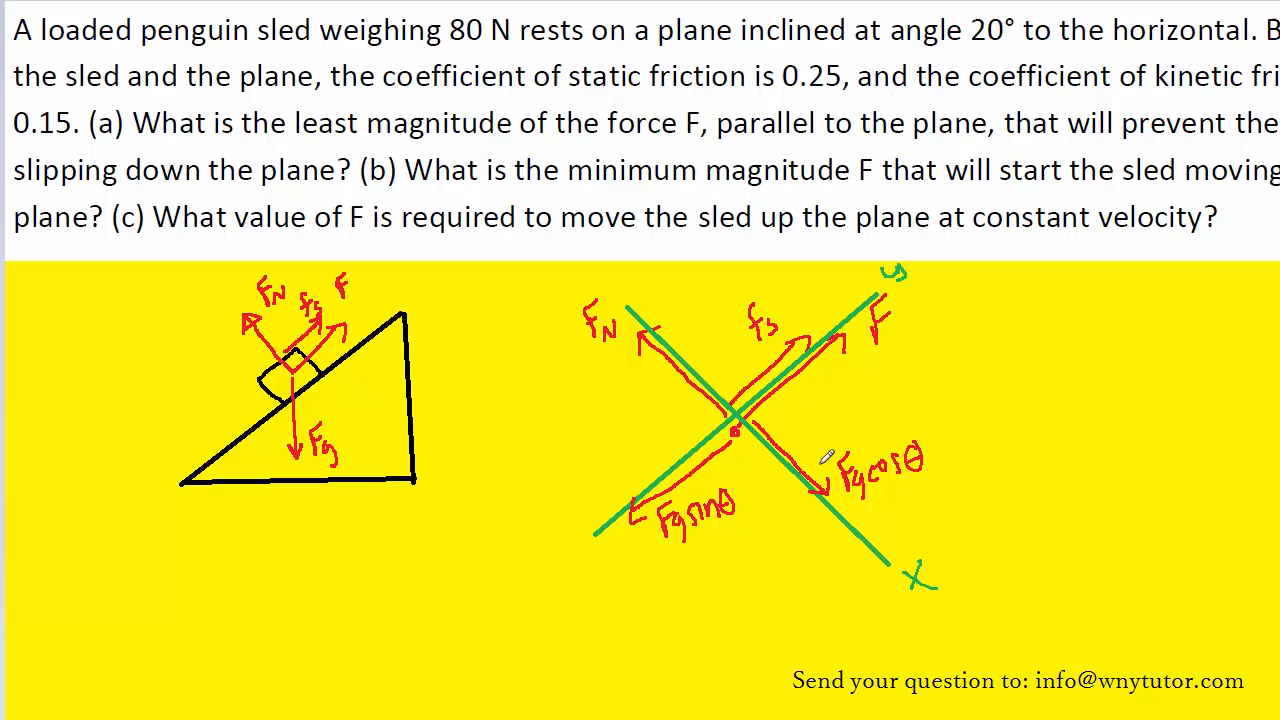 A loaded penguin sled weighing 80 N rests on a plane inclined at angle 20° to the horizontal. B
the sled and the plane, the coefficient of static friction is 0.25, and the coefficient of kinetic fri
0.15. (a) What is the least magnitude of the force F, parallel to the plane, that will prevent the
slipping down the plane? (b) What is the minimum magnitude F that will start the sled moving
plane? (c) What value of F is required to move the sled up the plane at constant velocity?
FN
fs
F
Fg
y
FN
fs
F
Fg cosθ
Fg sinθ
x
Send your question to: info@wnytutor.com